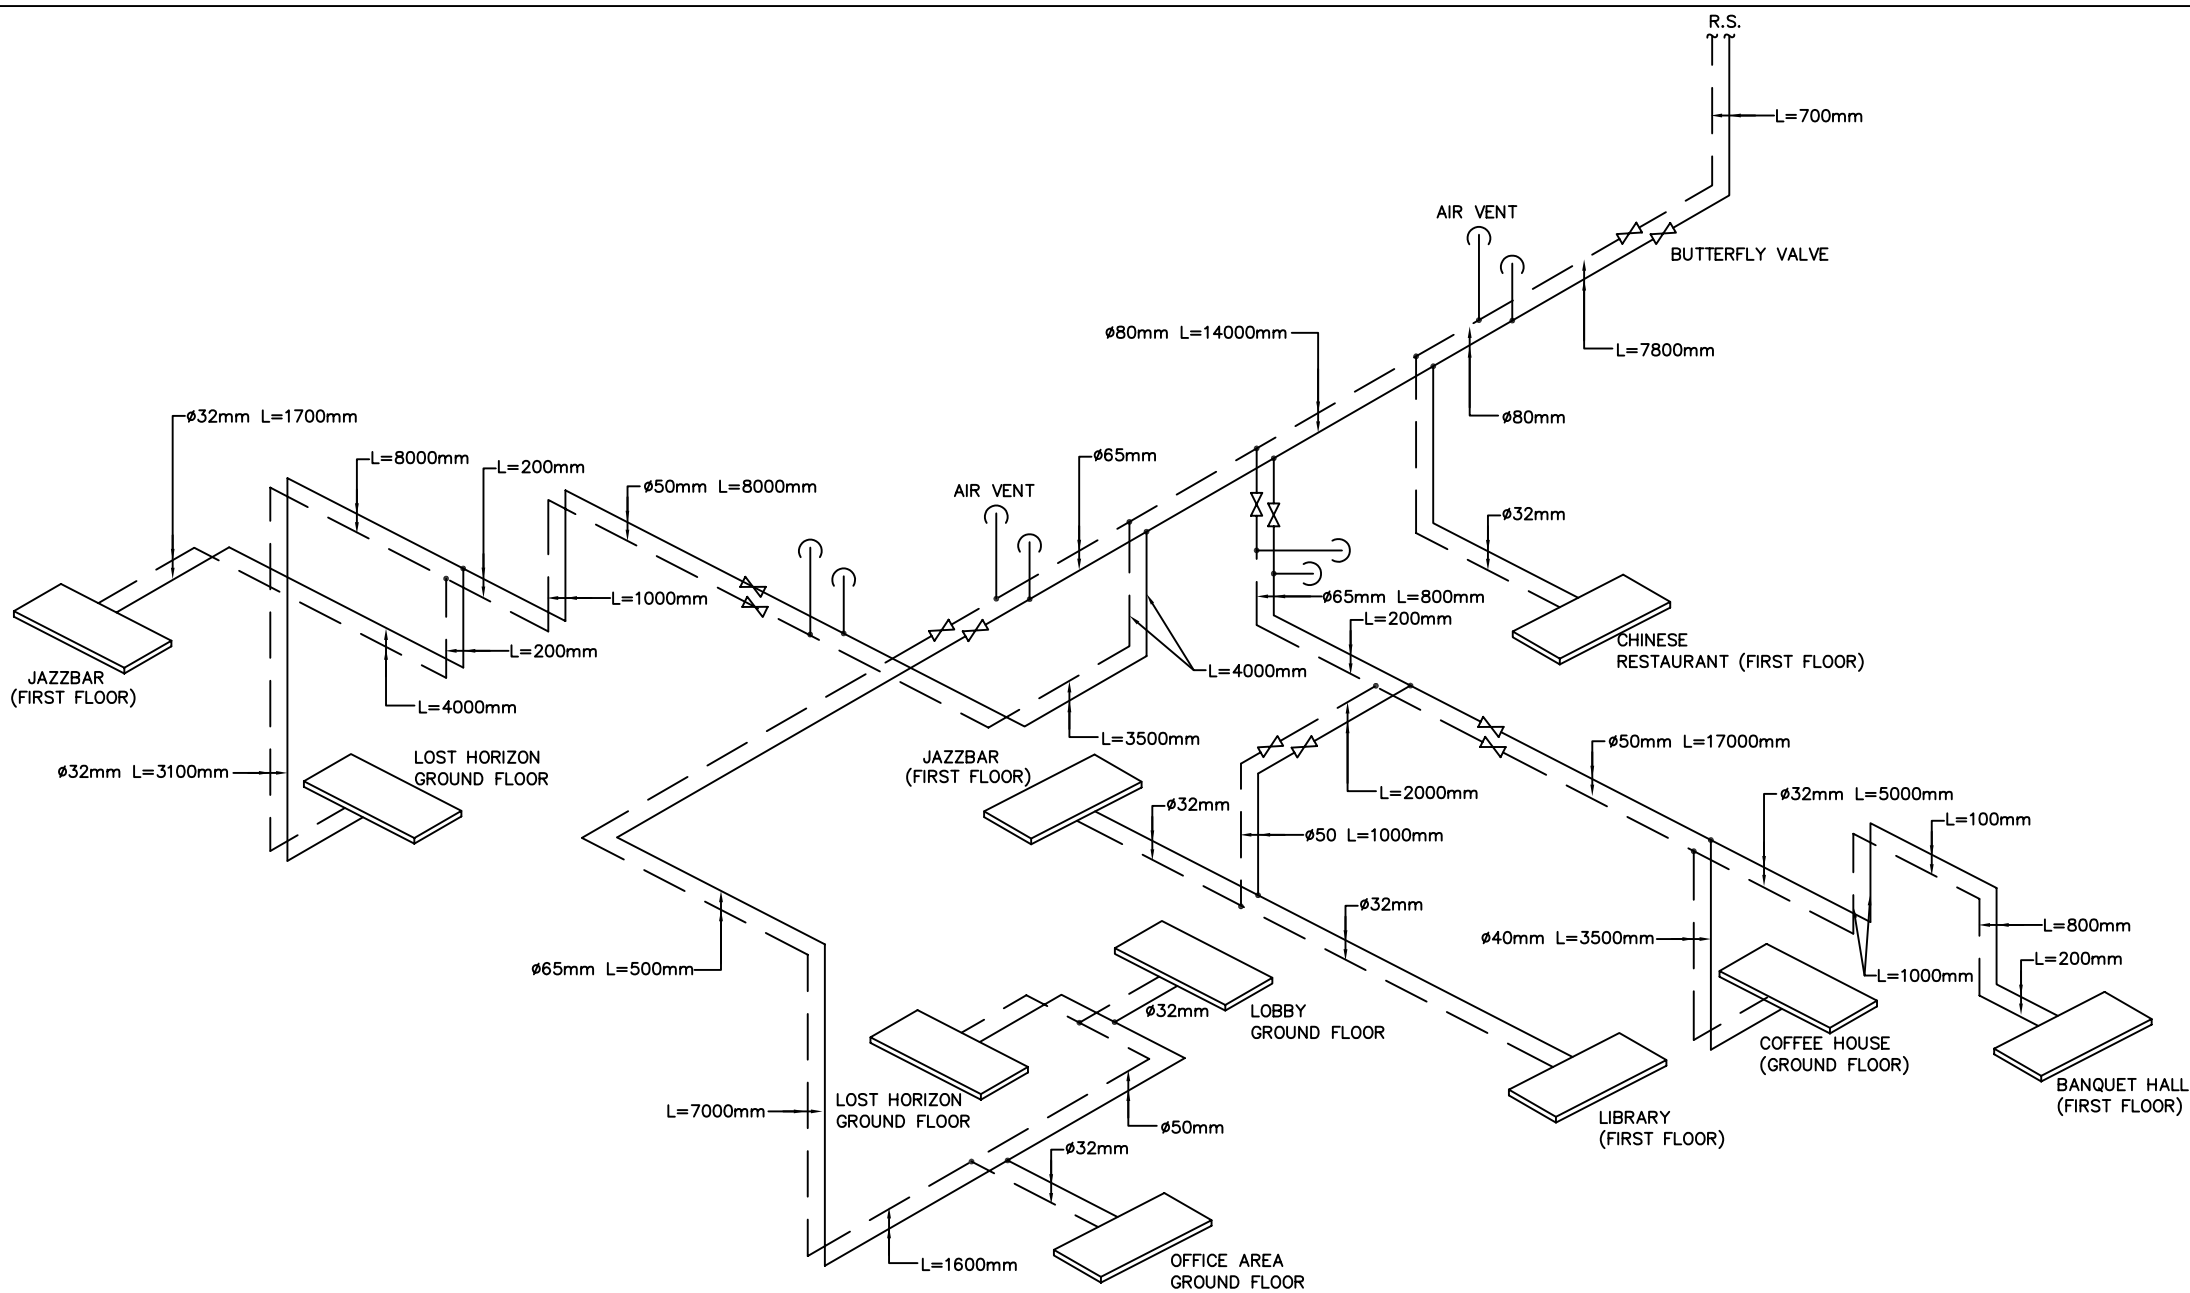 R.S.
L=700mm
AIR VENT
BUTTERFLY VALVE
ø80mm L=14000mm
L=7800mm
ø80mm
ø32mm L=1700mm
L=8000mm
L=200mm
ø50mm L=8000mm
AIR VENT
ø65mm
ø32mm
L=1000mm
ø65mm L=800mm
L=200mm
L=200mm
CHINESE
RESTAURANT (FIRST FLOOR)
JAZZBAR
(FIRST FLOOR)
L=4000mm
L=4000mm
L=3500mm
ø50mm L=17000mm
LOST HORIZON
GROUND FLOOR
ø32mm L=3100mm
JAZZBAR
(FIRST FLOOR)
L=2000mm
ø32mm
ø32mm L=5000mm
L=100mm
ø50 L=1000mm
ø32mm
L=800mm
ø40mm L=3500mm
L=200mm
ø65mm L=500mm
L=1000mm
ø32mm
LOBBY
GROUND FLOOR
COFFEE HOUSE
(GROUND FLOOR)
BANQUET HALL
(FIRST FLOOR)
L=7000mm
LOST HORIZON
GROUND FLOOR
ø50mm
LIBRARY
(FIRST FLOOR)
ø32mm
L=1600mm
OFFICE AREA
GROUND FLOOR